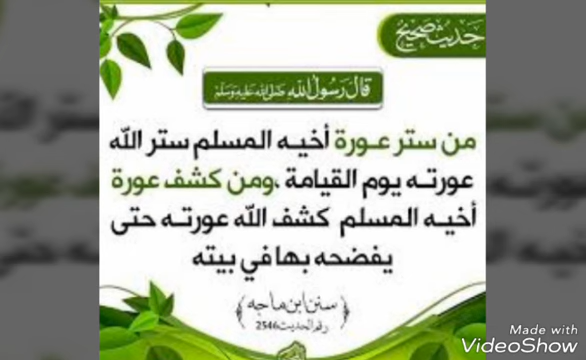 حديث صحيح
قال رسول الله صلى الله عليه وسلم
من ستر عورة أخيه المسلم ستر الله
عورته يوم القيامة ،ومن كشف عورة
أخيه المسلم كشف الله عورته حتى
يفضحه بها في بيته
سنن ابن ماجه
رقم الحديث 2546
Made with
VideoShow